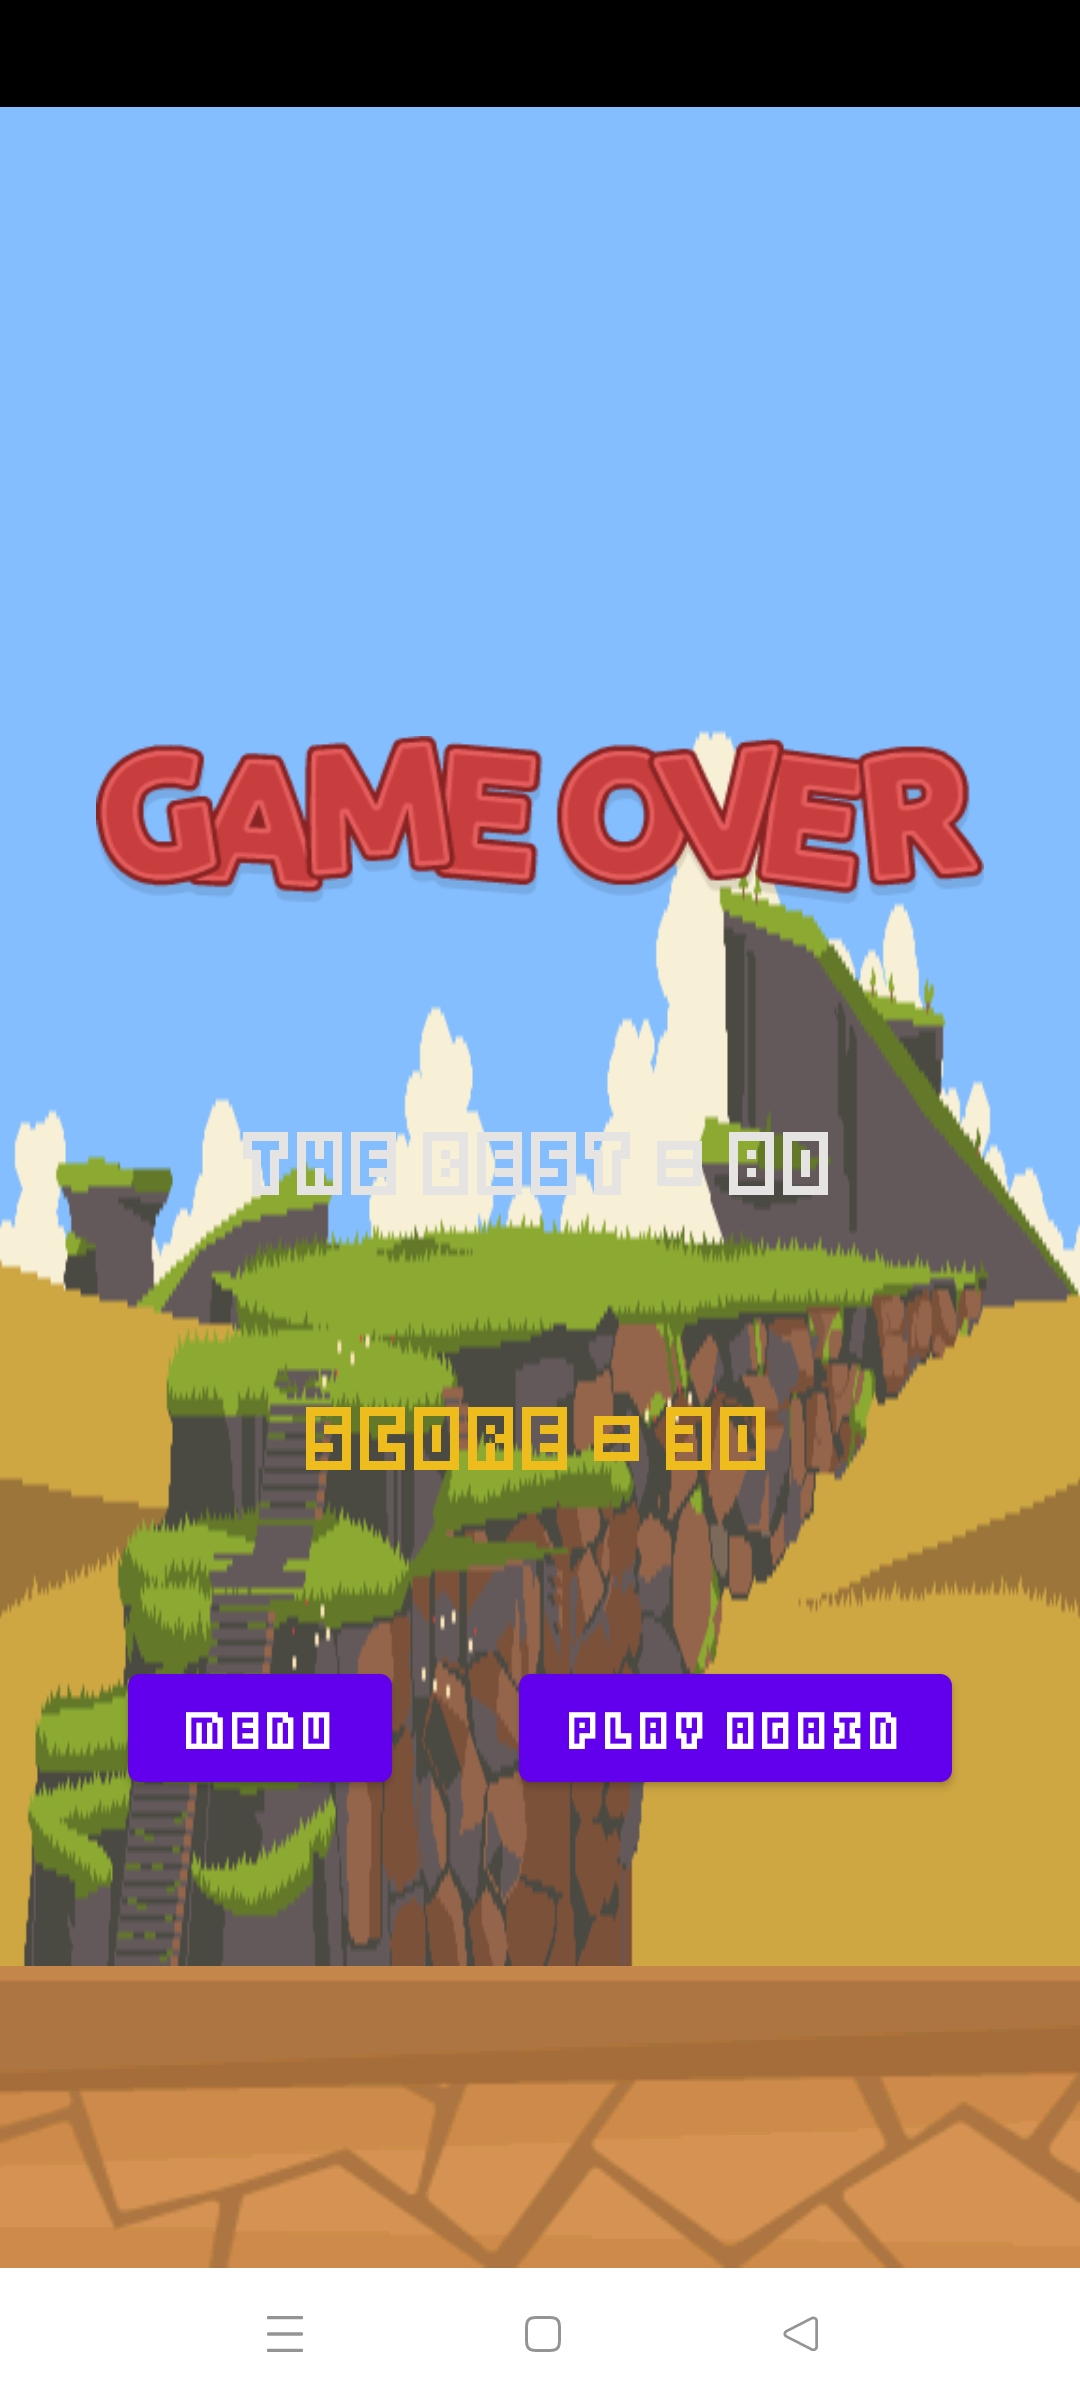 GAME OVER
THE BEST = 80
SCORE = 30
MENU
PLAY AGAIN